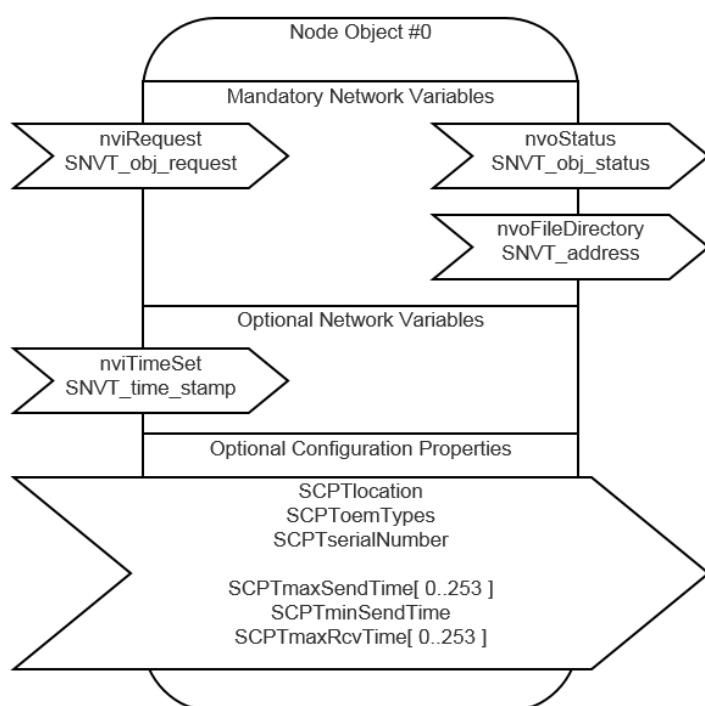 Node Object #0
Mandatory Network Variables
nviRequest
SNVT_obj_request
nvoStatus
SNVT_obj_status
nvoFileDirectory
SNVT_address
Optional Network Variables
nviTimeSet
SNVT_time_stamp
Optional Configuration Properties
SCPTlocation
SCPToemTypes
SCPTserialNumber
SCPTmaxSendTime[ 0..253 ]
SCPTminSendTime
SCPTmaxRcvTime[ 0..253 ]